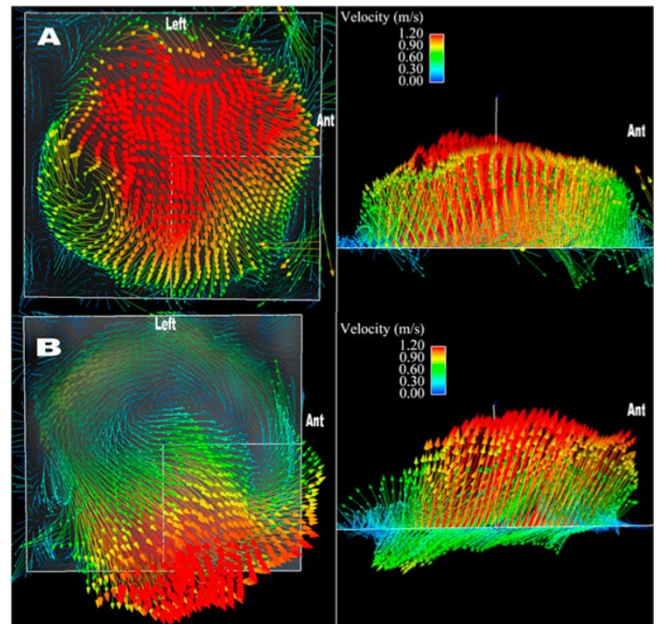 A
Left
Ant
Velocity (m/s)
1.20
0.90
0.60
0.30
0.00
Ant
B
Left
Ant
Velocity (m/s)
1.20
0.90
0.60
0.30
0.00
Ant